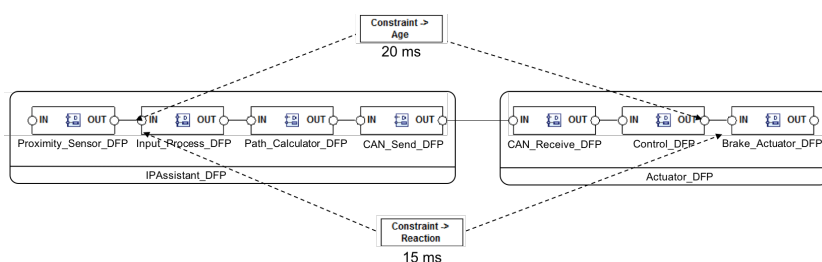 Constraint ->
Age
20 ms
IN D OUT IN D OUT IN D OUT IN D OUT IN D OUT IN D OUT IN D OUT
Proximity_Sensor_DFP Input_Process_DFP Path_Calculator_DFP CAN_Send_DFP CAN_Receive_DFP Control_DFP Brake_Actuator_DFP
IPAssistant_DFP Actuator_DFP
Constraint ->
Reaction
15 ms